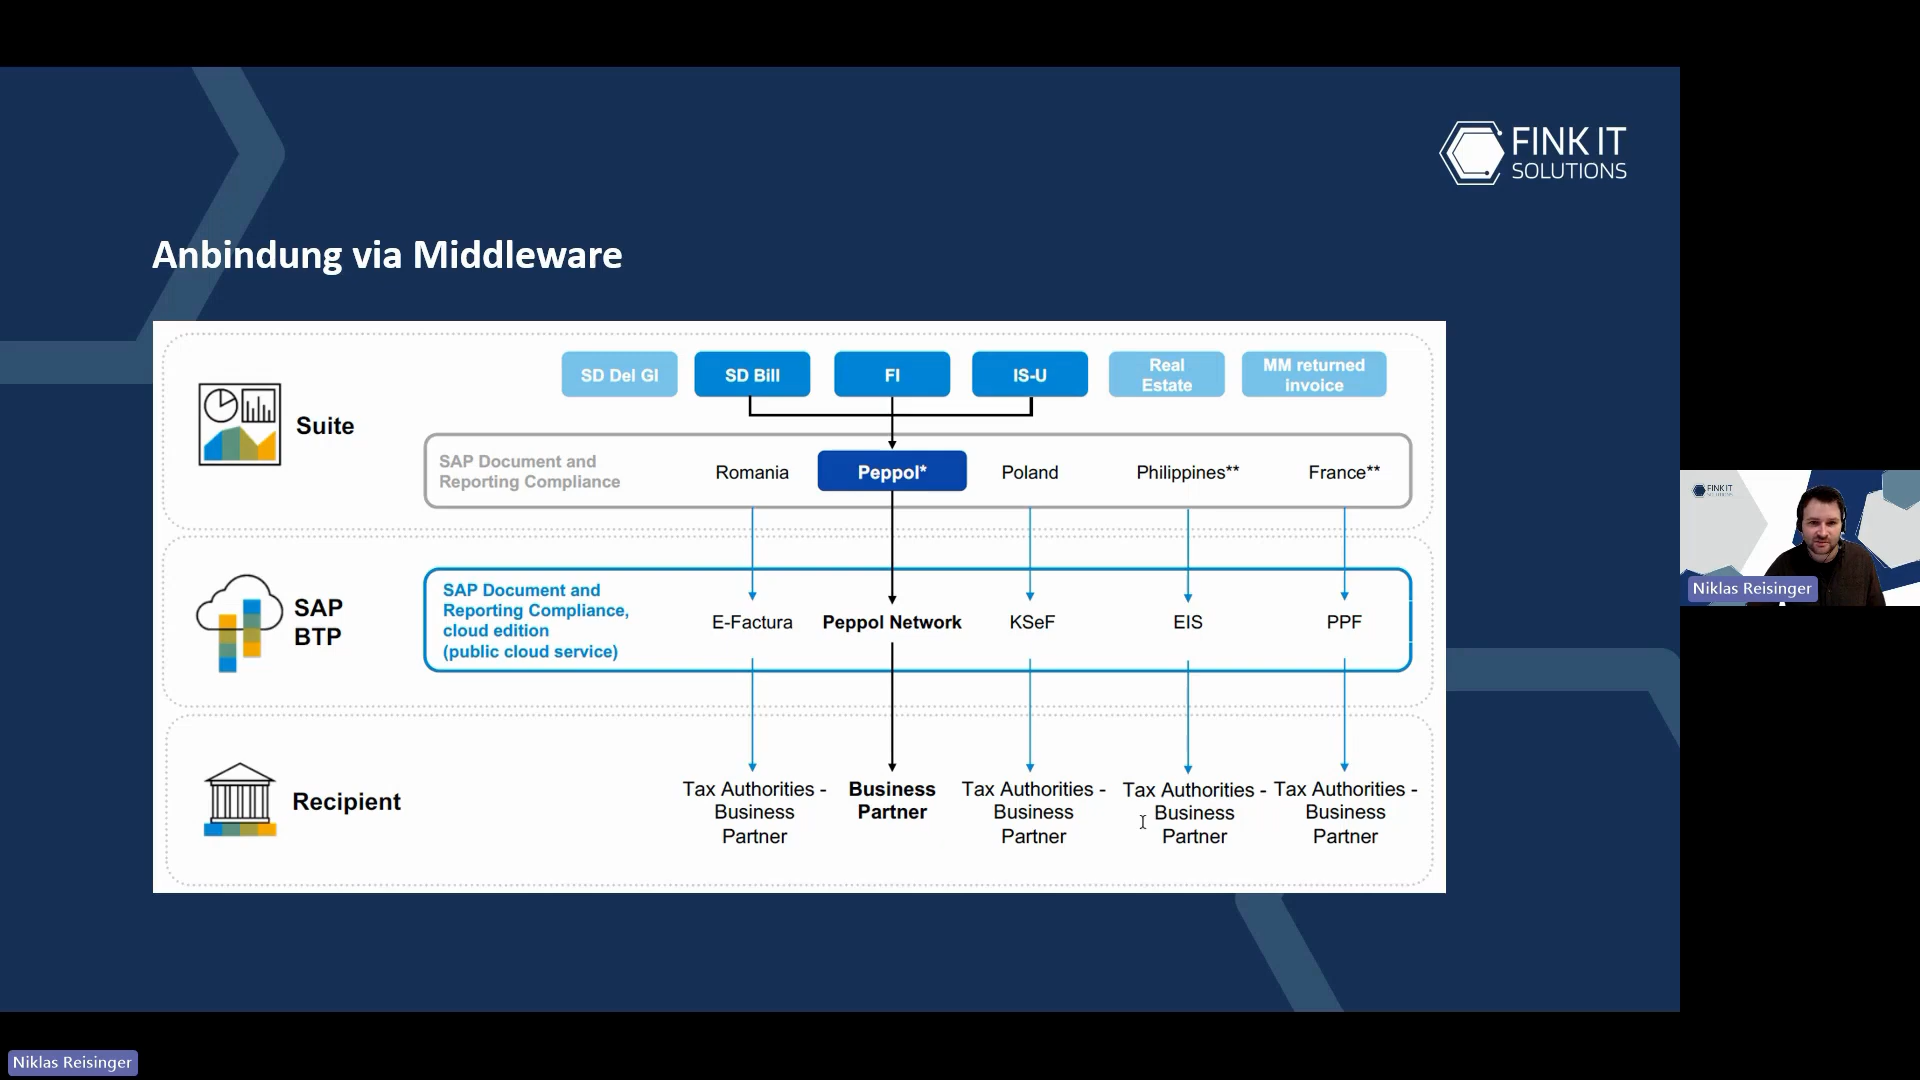 FINK IT
SOLUTIONS
Anbindung via Middleware
SD Del GI
SD Bill
FI
IS-U
Real
Estate
MM returned
invoice
Suite
SAP Document and
Reporting Compliance
Romania
Peppol*
Poland
Philippines**
France**
SAP
BTP
SAP Document and
Reporting Compliance,
cloud edition
(public cloud service)
E-Factura
Peppol Network
KSeF
EIS
PPF
Recipient
Tax Authorities -
Business
Partner
Business
Partner
Tax Authorities -
Business
Partner
Tax Authorities -
Business
Partner
Tax Authorities -
Business
Partner
FINK IT
SOLUTIONS
Niklas Reisinger
Niklas Reisinger